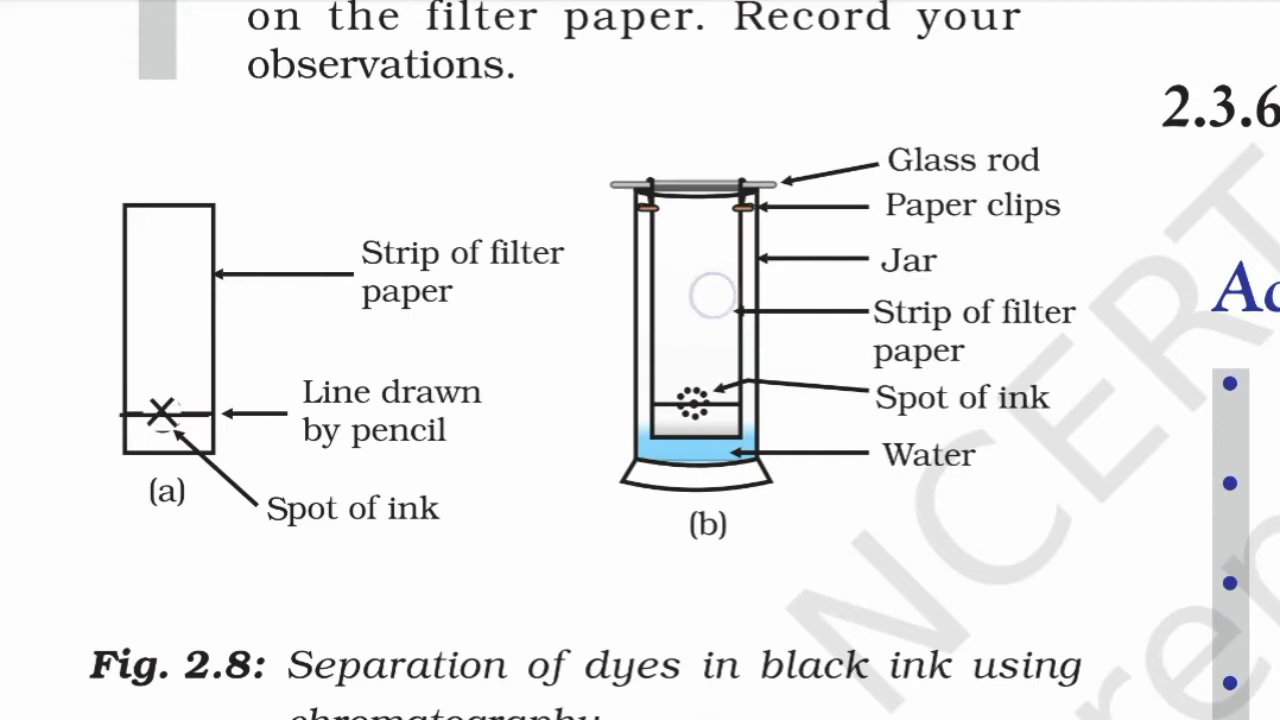 on the filter paper. Record your
observations.
2.3.6
Glass rod
Paper clips
Jar
Strip of filter
paper
Spot of ink
Water
(b)
Strip of filter
paper
Line drawn
by pencil
Spot of ink
(a)
Fig. 2.8: Separation of dyes in black ink using
chromatography
NCERT